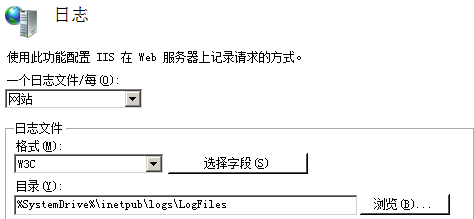 日志
使用此功能配置 IIS 在 Web 服务器上记录请求的方式。
一个日志文件/每(O):
网站
日志文件
格式(M):
W3C
选择字段(S)
目录(Y):
%SystemDrive%\inetpub\logs\LogFiles
浏览(B)...